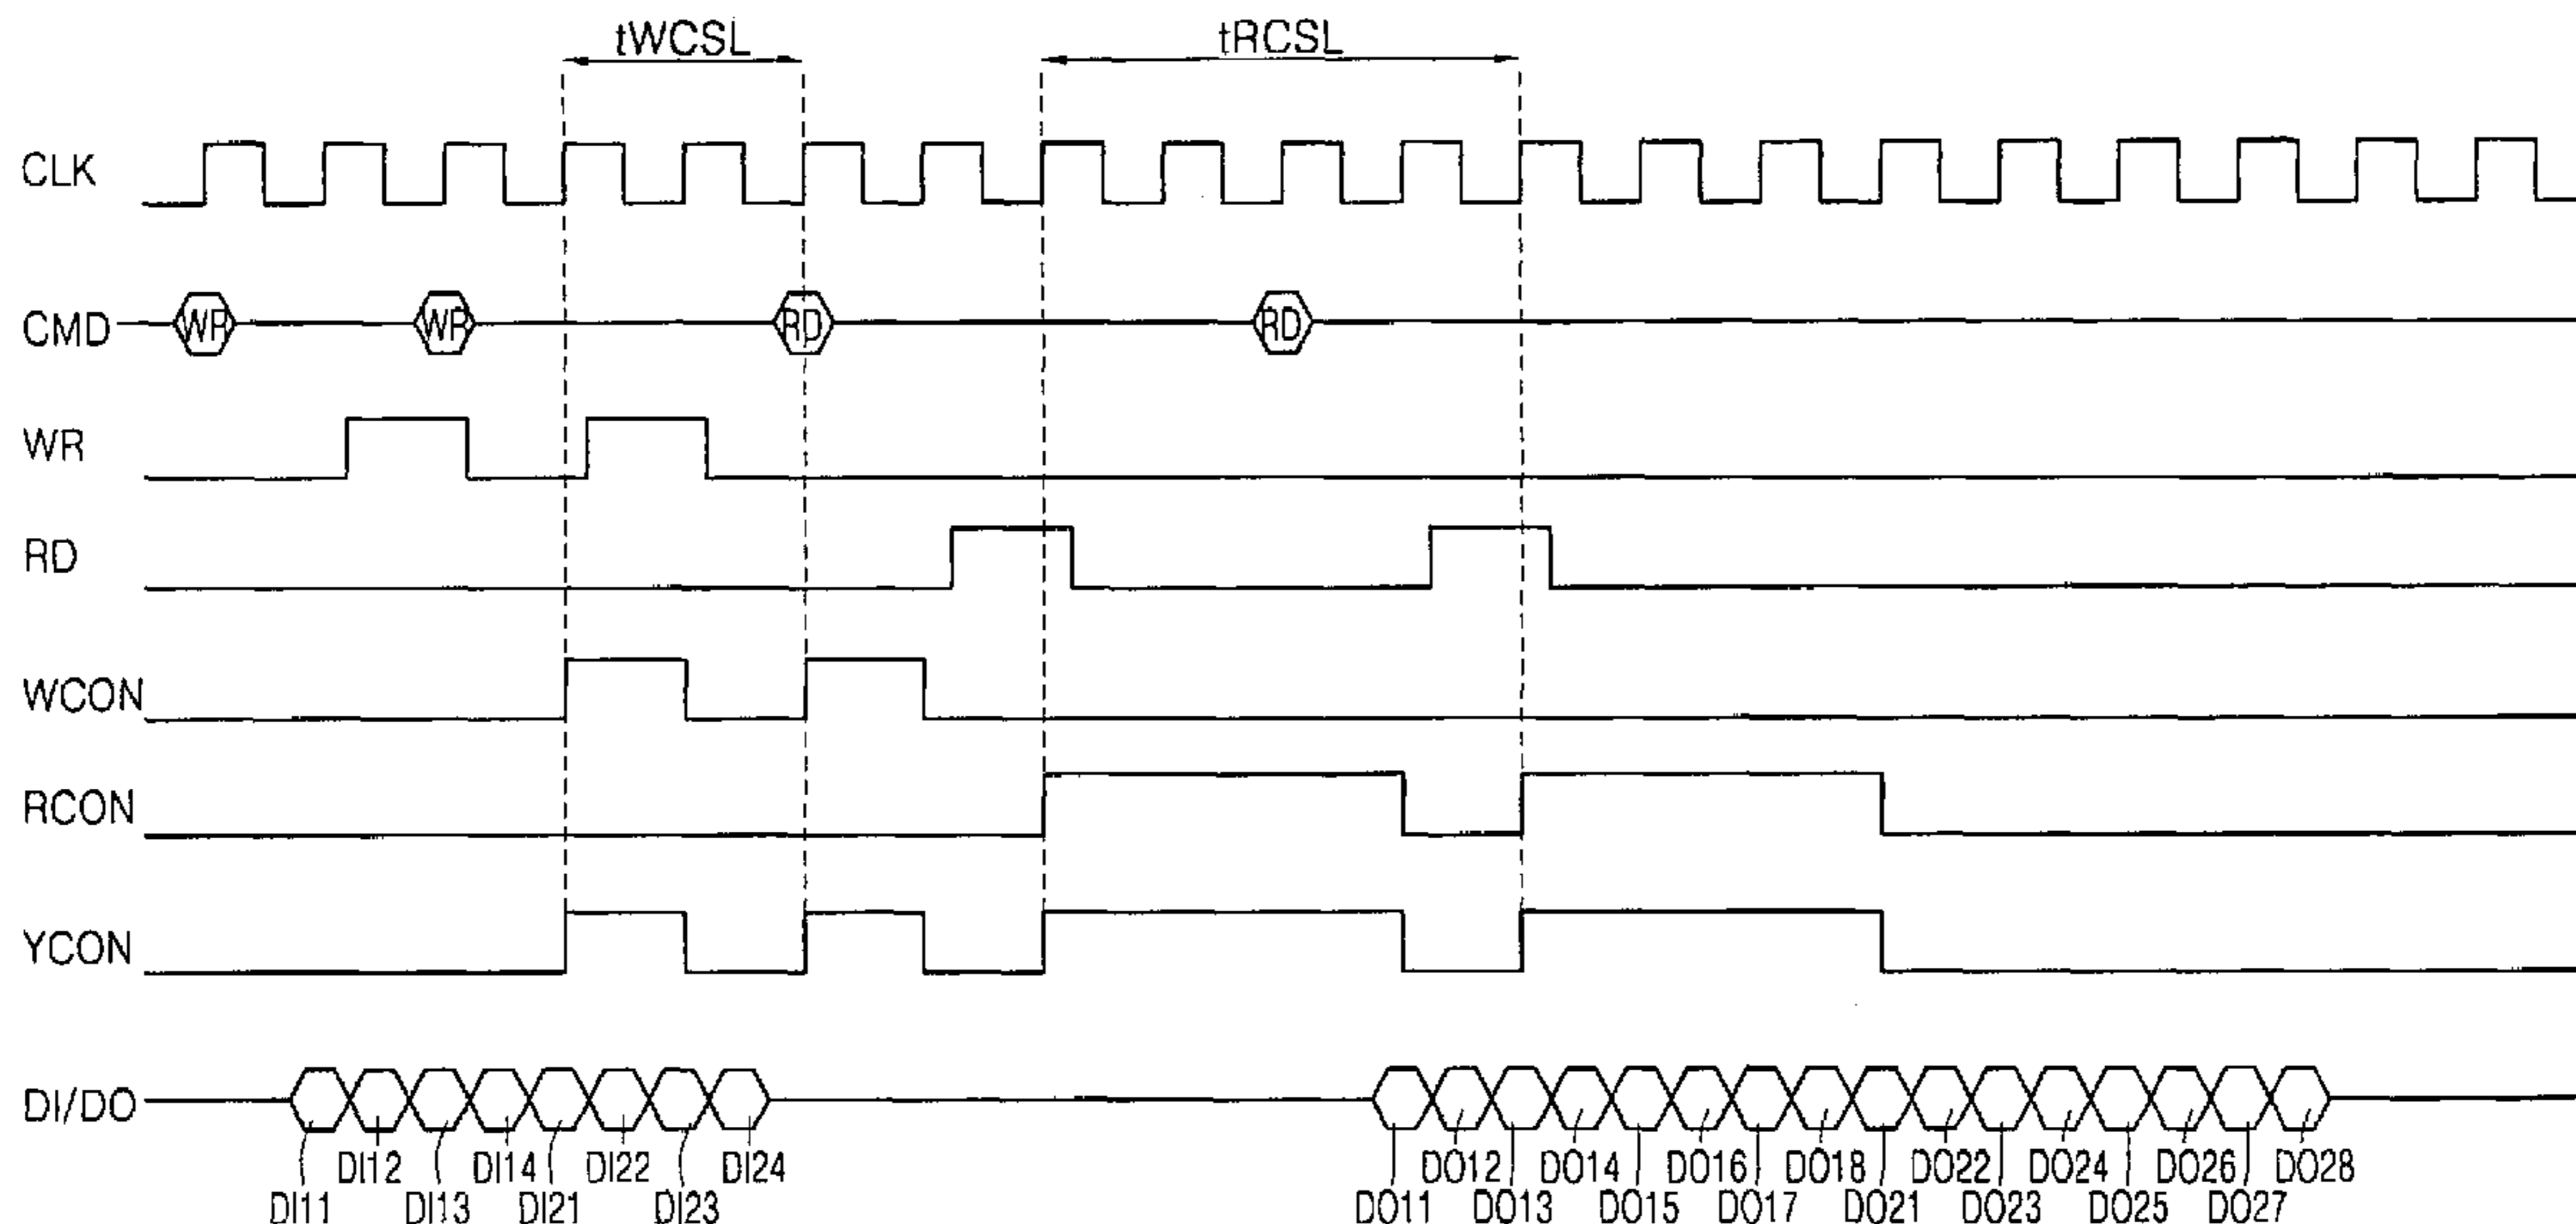 tWCSL tRCSL
CLK
CMD WR WR RD RD
WR
RD
WCON
RCON
YCON
DI/DO
DI12 DI14 DI22 DI24 DO12 DO14 DO16 DO18 DO22 DO24 DO26 DO28
DI11 DI13 DI21 DI23 DO11 DO13 DO15 DO17 DO21 DO23 DO25 DO27